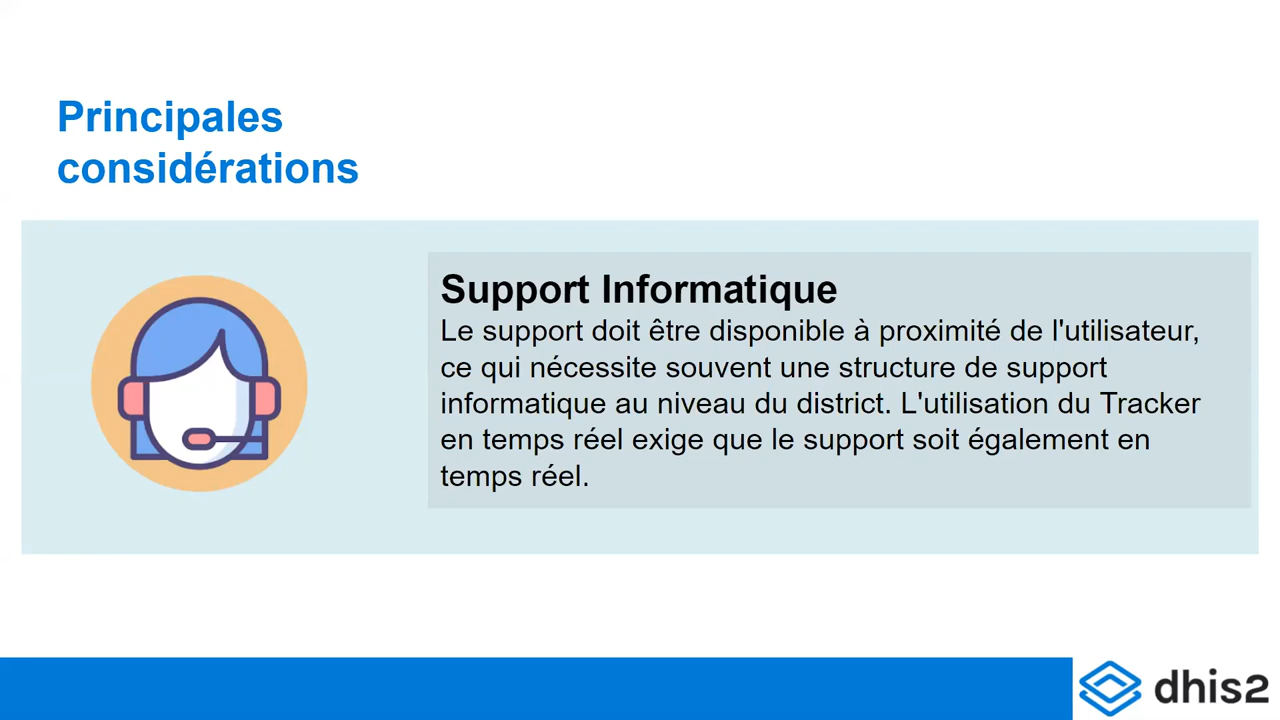 Principales
considérations
Support Informatique
Le support doit être disponible à proximité de l'utilisateur,
ce qui nécessite souvent une structure de support
informatique au niveau du district. L'utilisation du Tracker
en temps réel exige que le support soit également en
temps réel.
dhis2